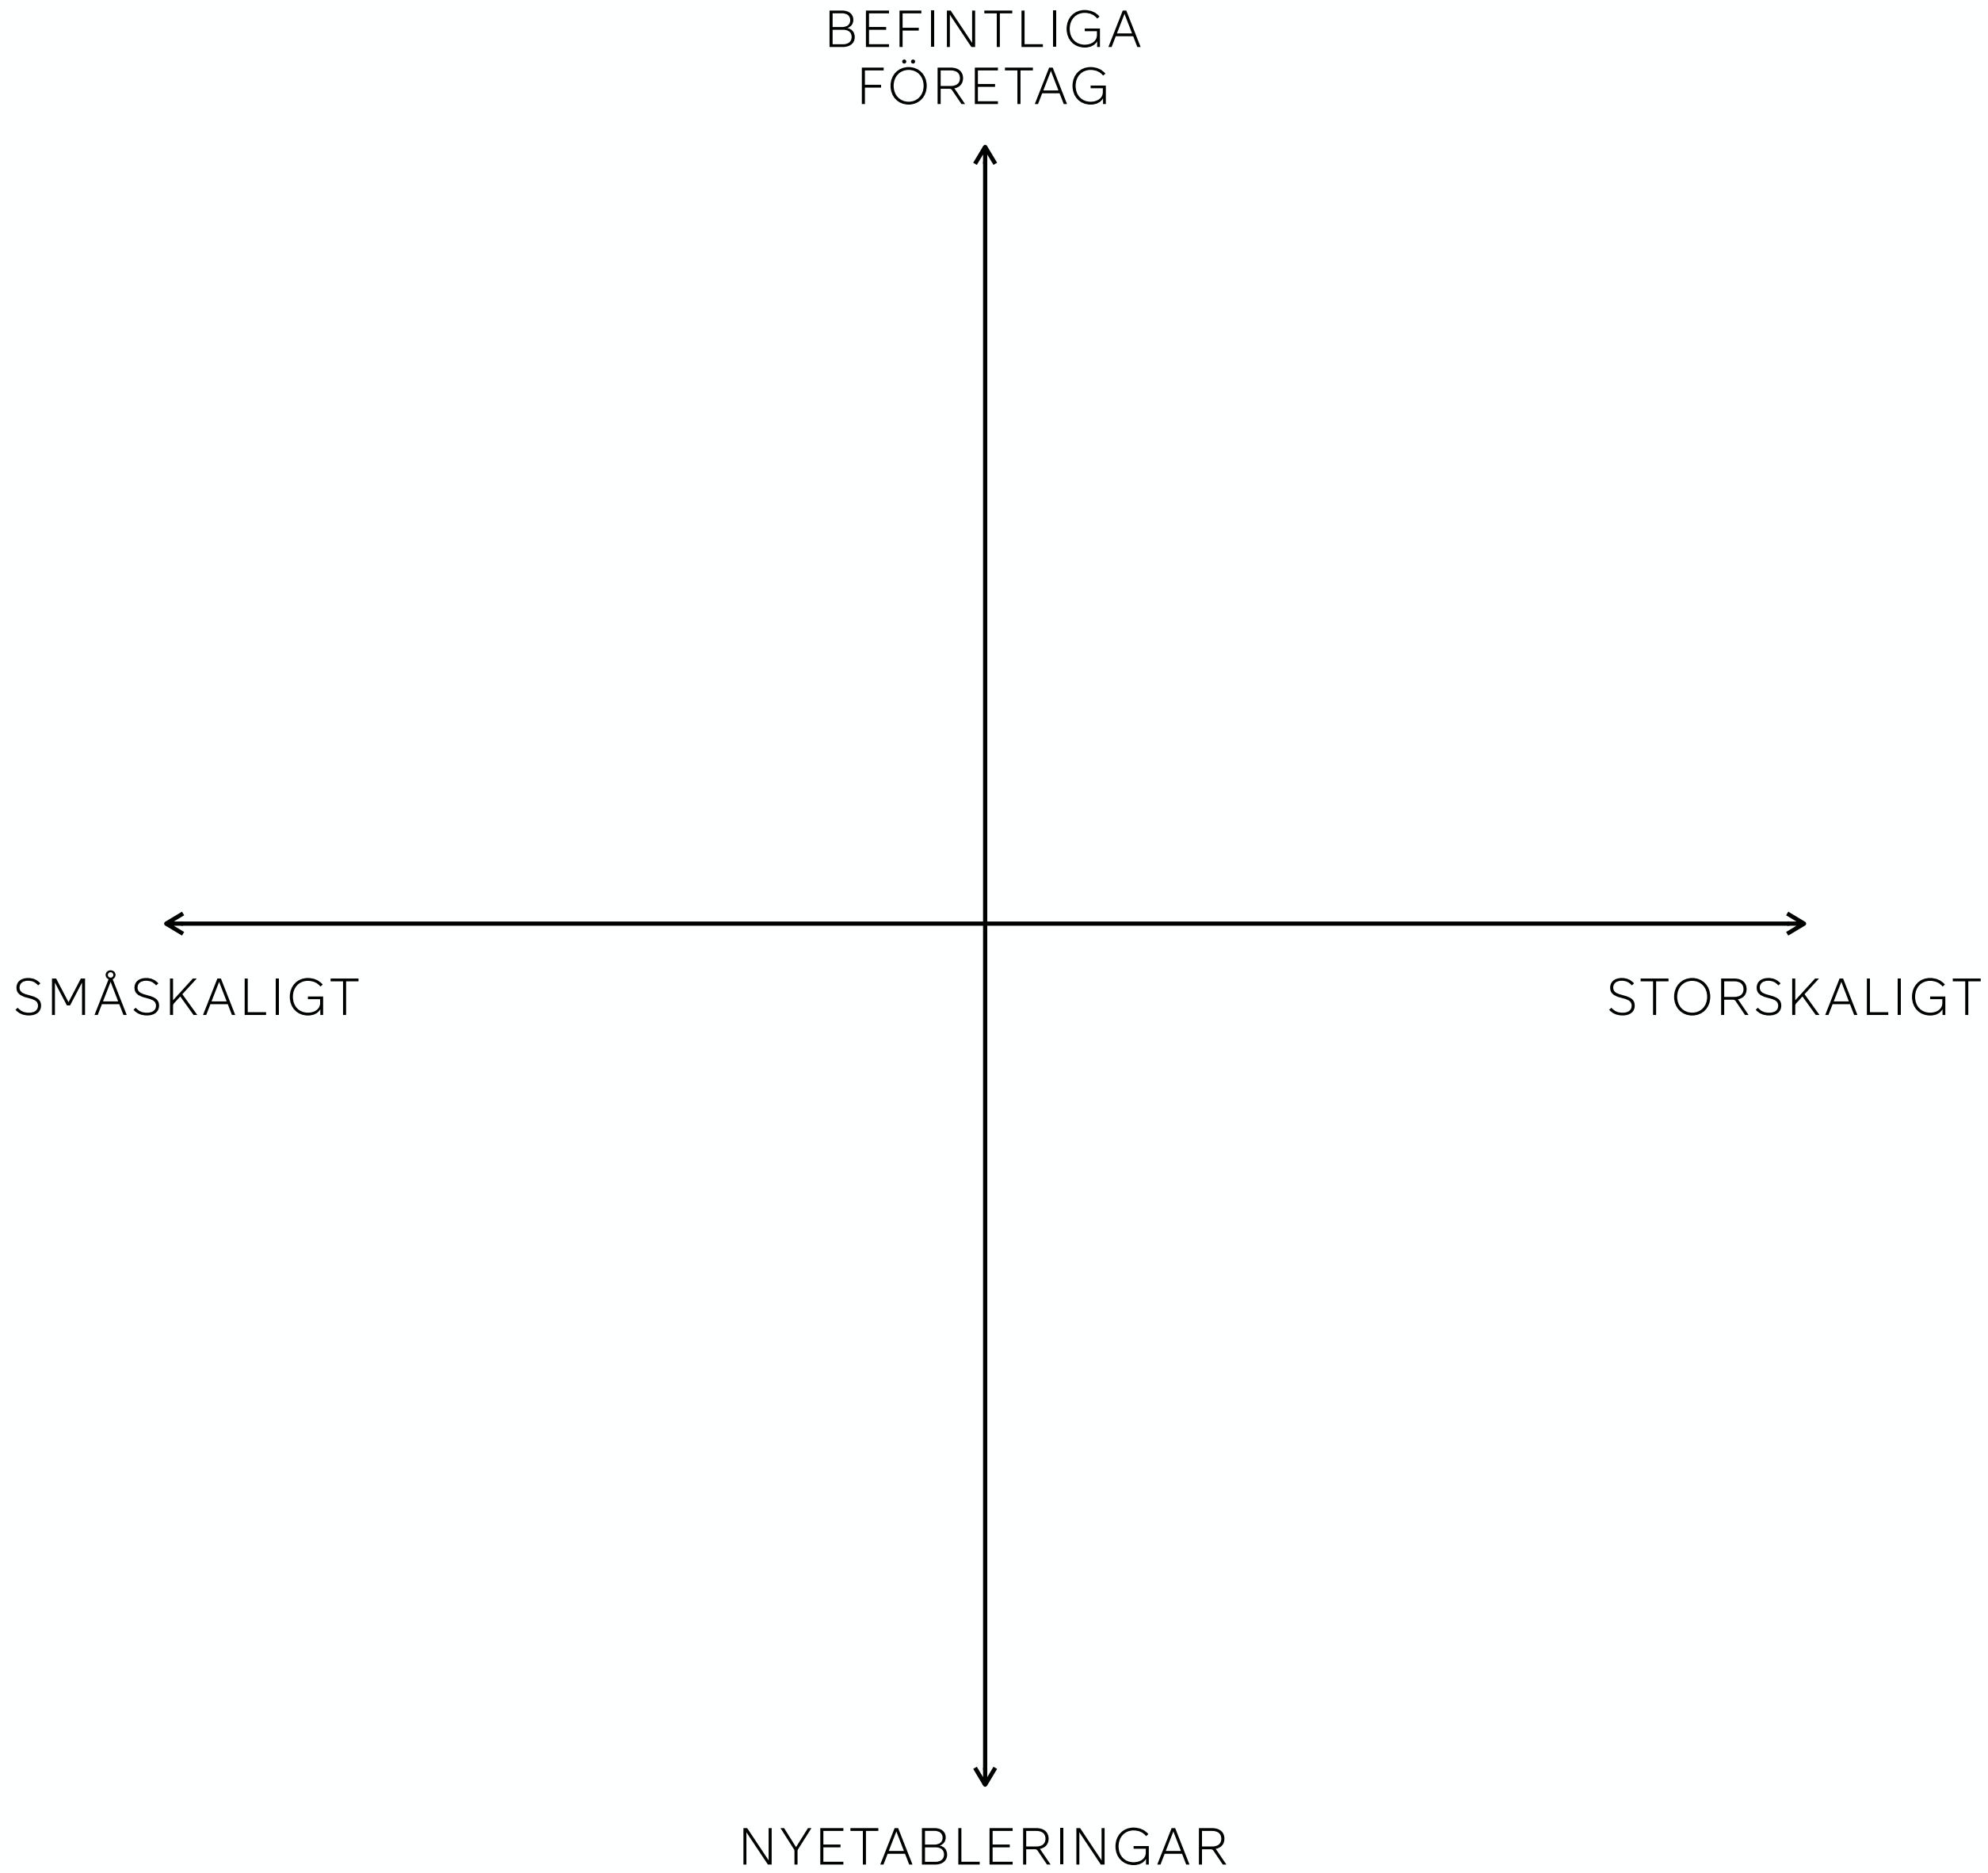 BEFINTLIGA
FÖRETAG
SMÅSKALIGT
STORSKALIGT
NYETABLERINGAR